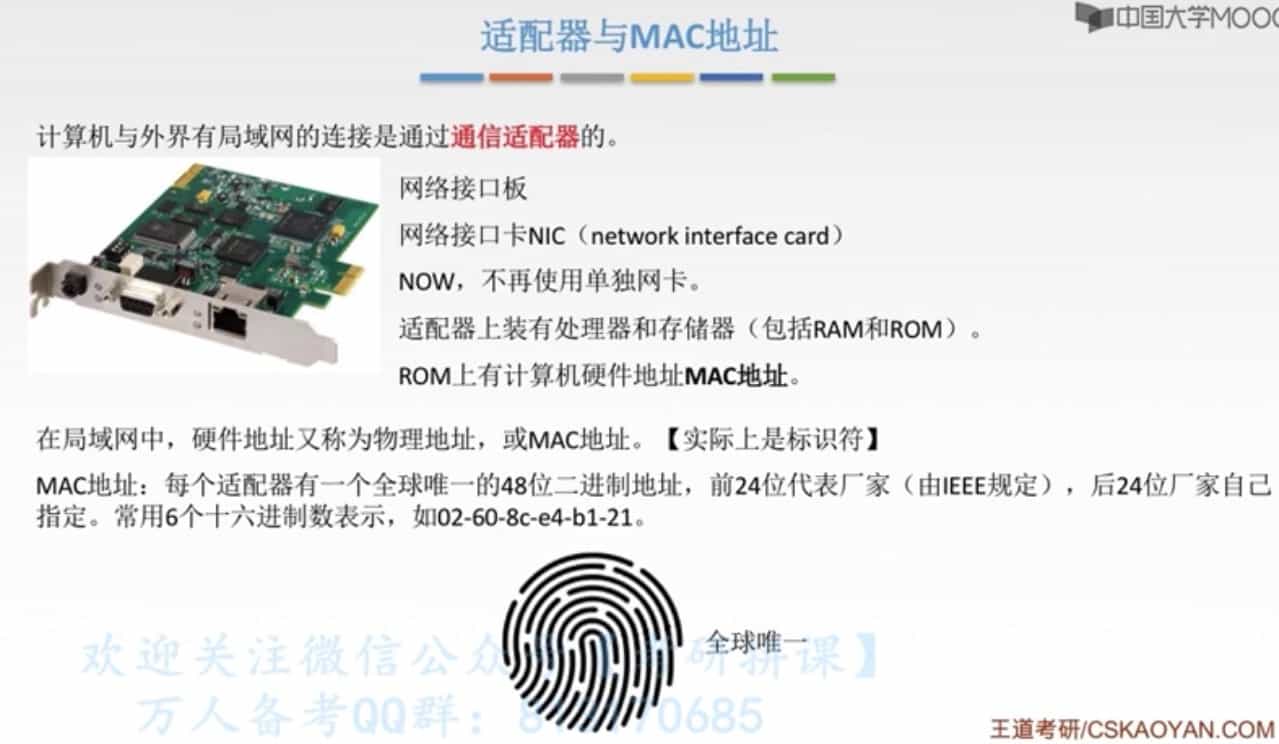 中国大学MOOC
适配器与MAC地址
计算机与外界有局域网的连接是通过通信适配器的。
网络接口板
网络接口卡NIC（network interface card）
NOW，不再使用单独网卡。
适配器上装有处理器和存储器（包括RAM和ROM）。
ROM上有计算机硬件地址MAC地址。
在局域网中，硬件地址又称为物理地址，或MAC地址。【实际上是标识符】
MAC地址：每个适配器有一个全球唯一的48位二进制地址，前24位代表厂家（由IEEE规定），后24位厂家自己
指定。常用6个十六进制数表示，如02-60-8c-e4-b1-21。
全球唯一
欢迎关注微信公众 研拼课】
万人备考QQ群：8 70685
王道考研/CSKAOYAN.COM